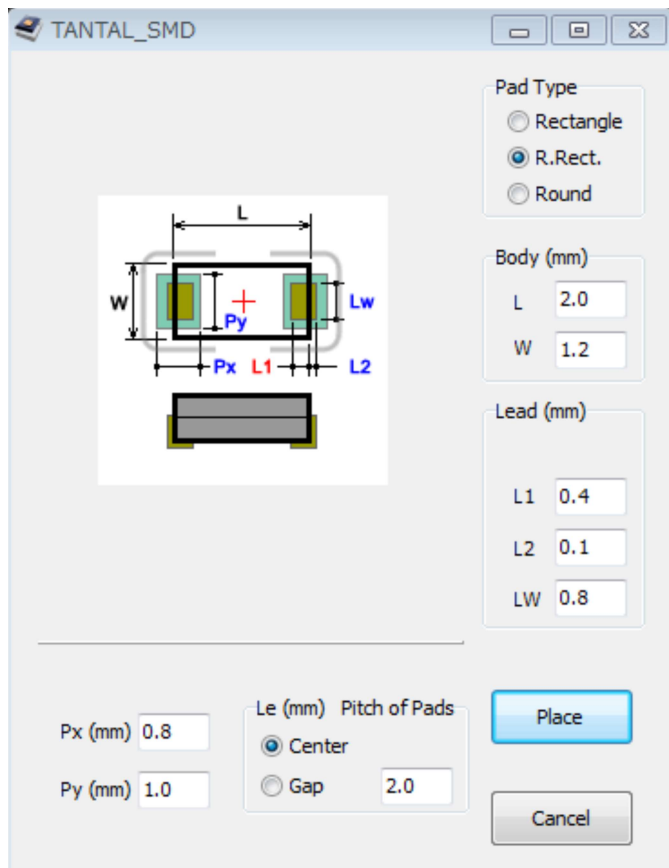 TANTAL_SMD
Pad Type
Rectangle
R.Rect.
Round
L
W
Py
Lw
Px
L1
L2
Body (mm)
L 2.0
W 1.2
Lead (mm)
L1 0.4
L2 0.1
LW 0.8
Px (mm) 0.8
Py (mm) 1.0
Le (mm) Pitch of Pads
Center
Gap 2.0
Place
Cancel